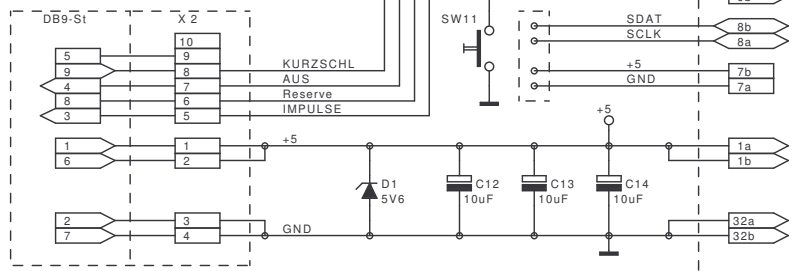 DB9-St X 2 SW11 SDAT 8b
10 SCLK 8a
5 9
9 8 KURZSCHL +5 7b
4 7 AUS GND 7a
8 6 Reserve
3 5 IMPULSE +5
1 1 +5 1a
6 2 1b
D1 C12 C13 C14
5V6 10uF 10uF 10uF
2 3 32a
7 4 GND 32b